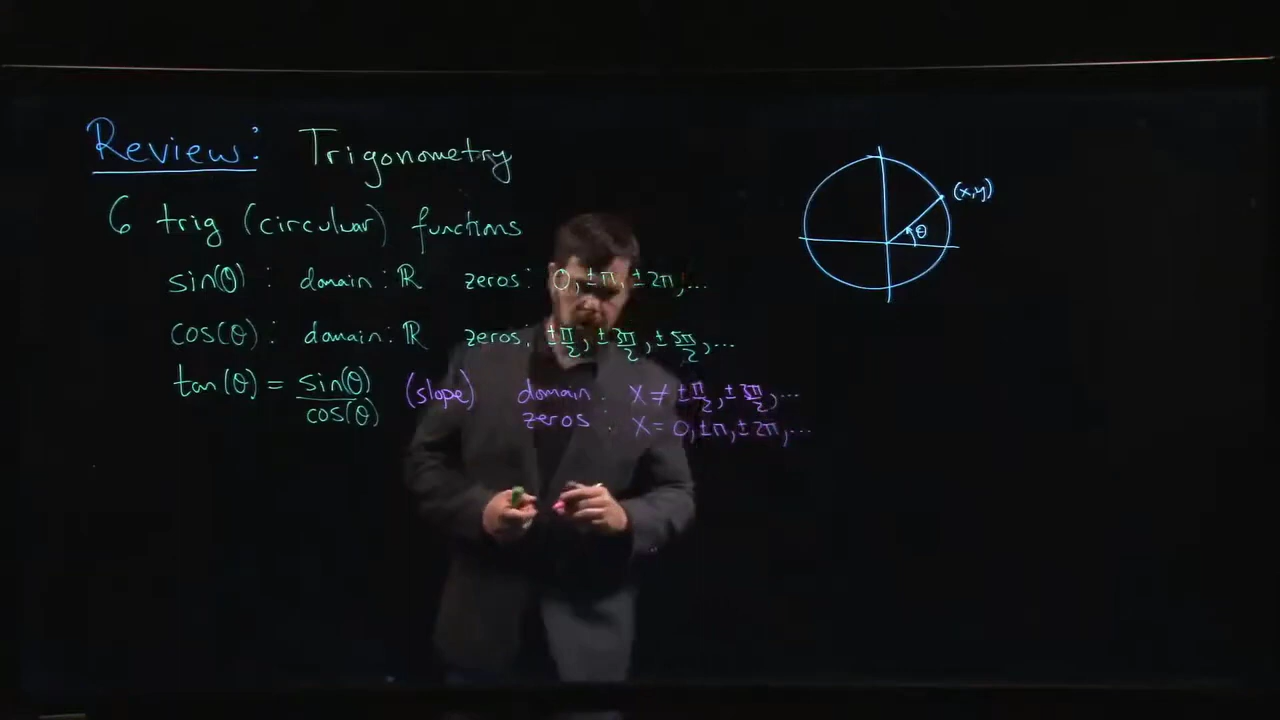 Review: Trigonometry
6 trig (circular) functions
sin(θ): domain: ℝ zeros: 0, ±π, ±2π, ...
cos(θ): domain: ℝ zeros: ±π/2, ±3π/2, ±5π/2, ...
tan(θ) = sin(θ)/cos(θ) (slope) domain: x ≠ ±π/2, ±3π/2, ...
zeros: x = 0, ±π, ±2π, ...
(x,y)
θ